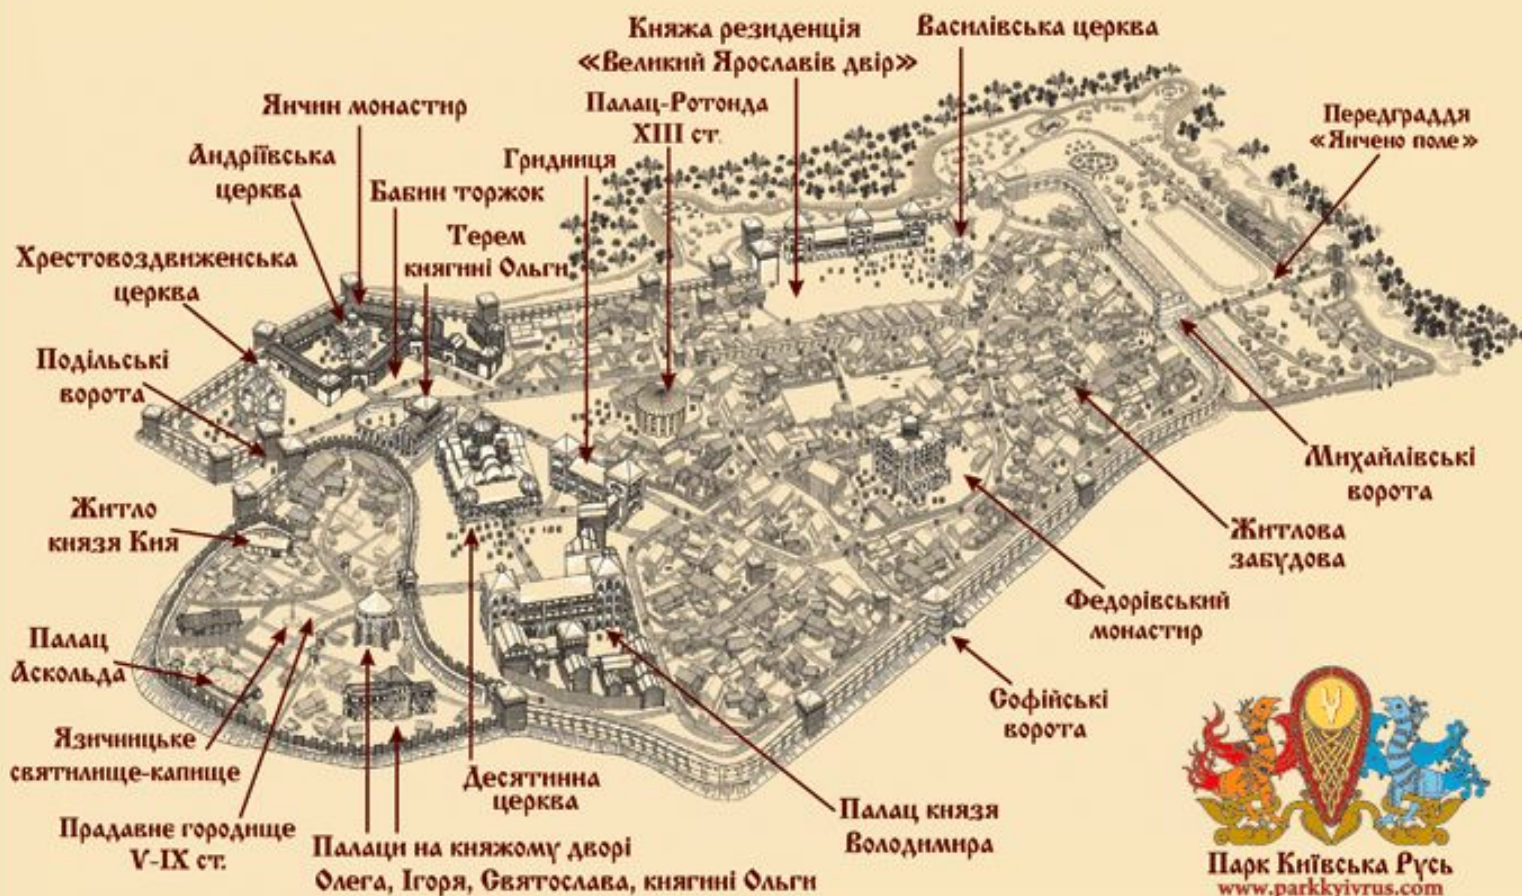 Княжа резиденція
«Великий Ярославів двір»
Василівська церква
Янчин монастир
Палац-Ротонда
XIII ст.
Передграддя
«Янчено поле»
Андріївська
церква
Гридниця
Бабин торжок
Терем
княгині Ольги
Хрестовоздвиженська
церква
Подільські
ворота
Михайлівські
ворота
Житло
князя Кия
Житлова
забудова
Федорівський
монастир
Палац
Аскольда
Софійські
ворота
Язичницьке
святилище-капище
Десятинна
церква
Палац князя
Володимира
Прадавнє городище
V-IX ст.
Палаци на княжому дворі
Олега, Ігоря, Святослава, княгині Ольги
Парк Київська Русь
www.parkkyivrus.com